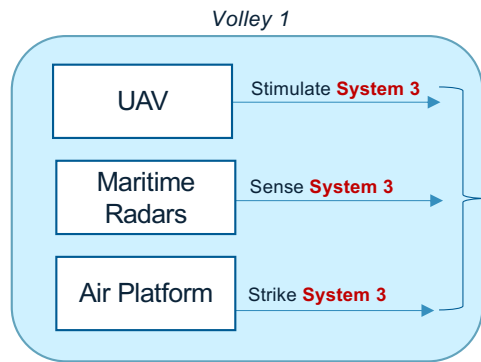 Volley 1
UAV
Stimulate System 3
Maritime
Radars
Sense System 3
Air Platform
Strike System 3